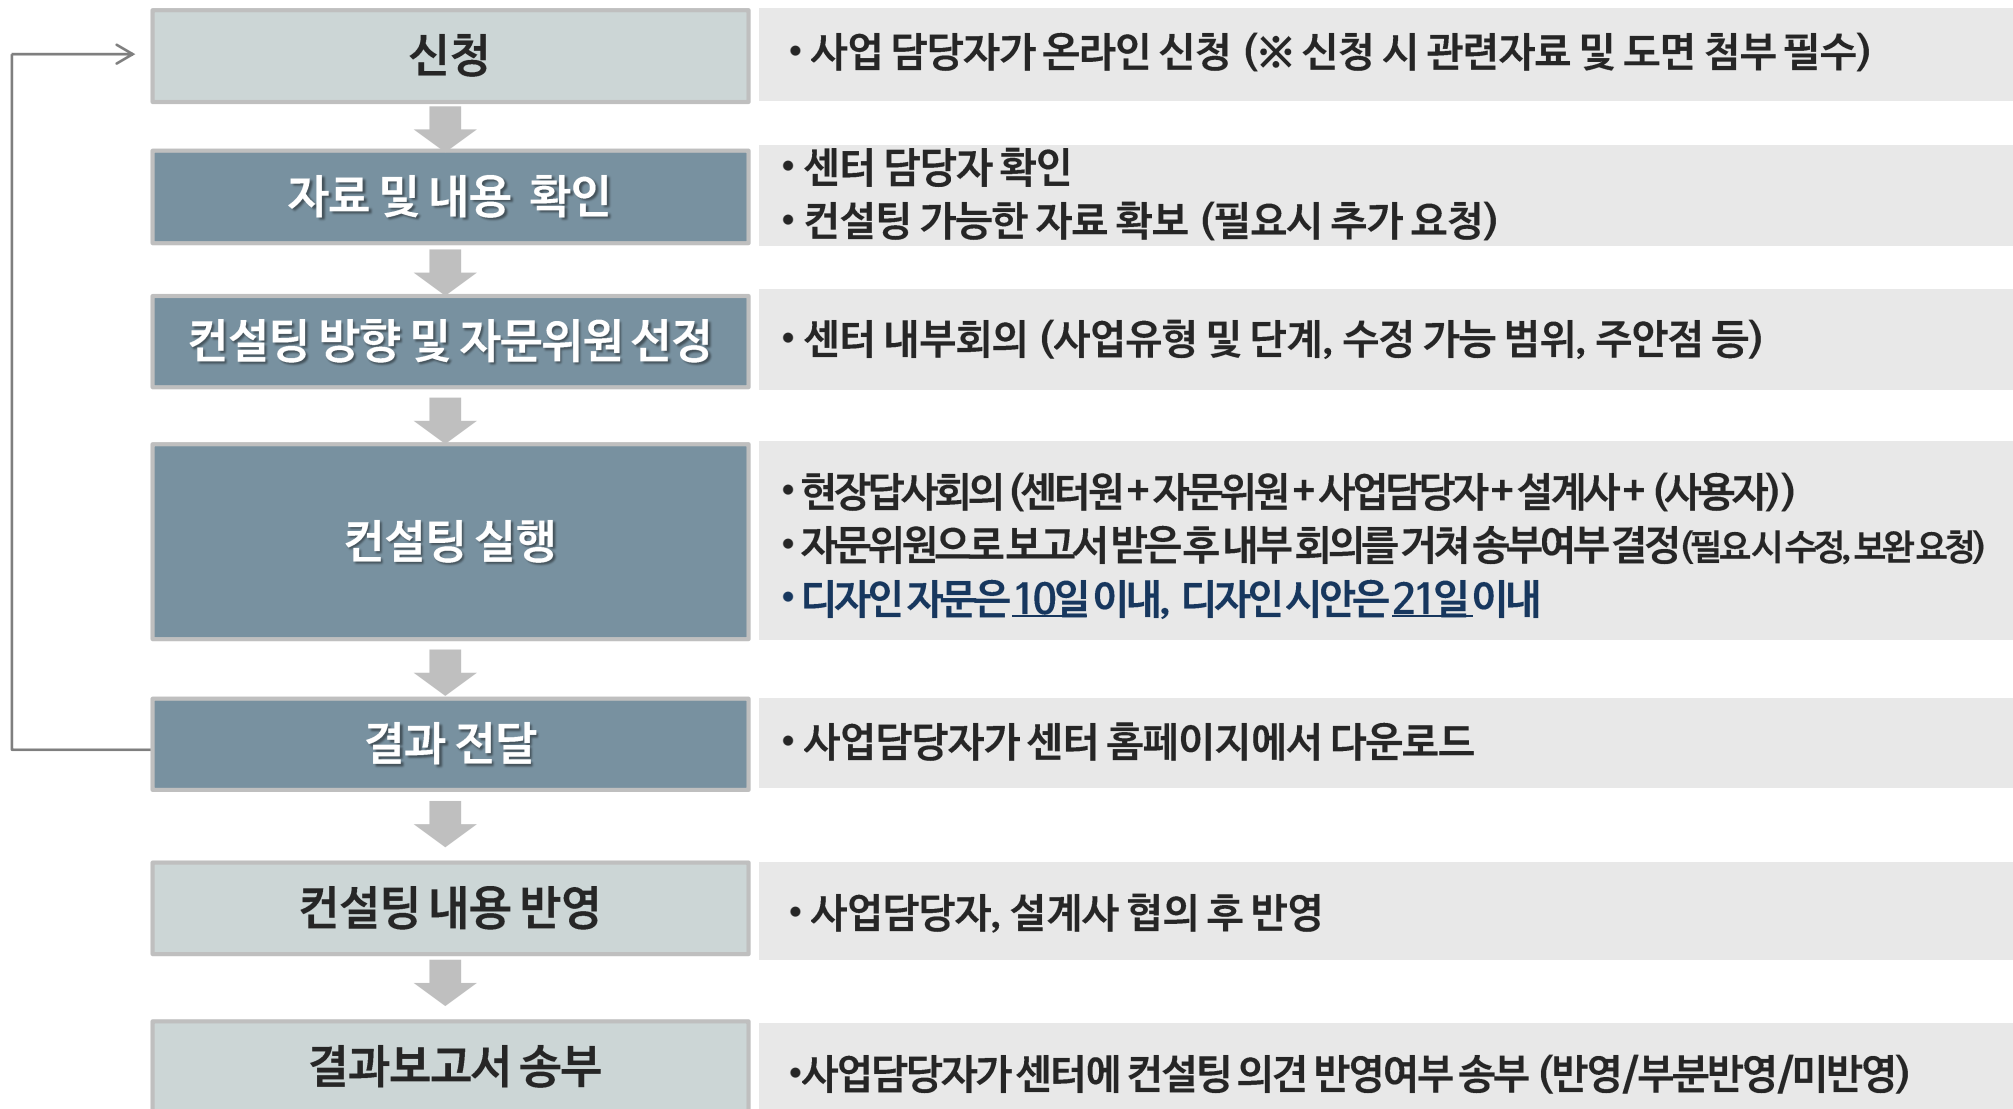 신청
• 사업 담당자가 온라인 신청 (※ 신청 시 관련자료 및 도면 첨부 필수)
자료 및 내용 확인
• 센터 담당자 확인
• 컨설팅 가능한 자료 확보 (필요시 추가 요청)
컨설팅 방향 및 자문위원 선정
• 센터 내부회의 (사업유형 및 단계, 수정 가능 범위, 주안점 등)
컨설팅 실행
• 현장답사회의 (센터원 + 자문위원 + 사업담당자 + 설계사 + (사용자))
• 자문위원으로 보고서 받은 후 내부 회의를 거쳐 송부여부 결정 (필요 시 수정, 보완 요청)
• 디자인 자문은 10일 이내, 디자인 시안은 21일 이내
결과 전달
• 사업담당자가 센터 홈페이지에서 다운로드
컨설팅 내용 반영
• 사업담당자, 설계사 협의 후 반영
결과보고서 송부
•사업담당자가 센터에 컨설팅 의견 반영여부 송부 (반영/부분반영/미반영)